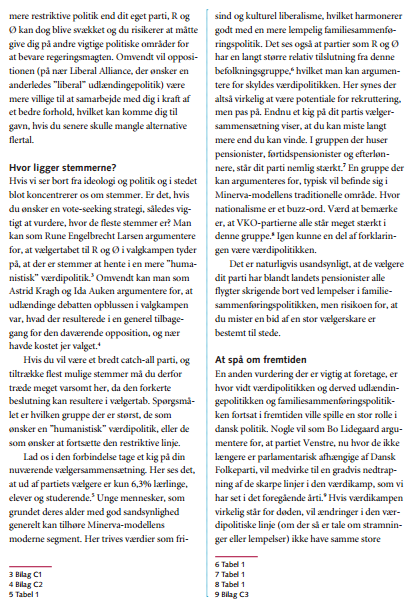 mere restriktive politik end dit eget parti, R og
Ø kan dog blive svækket og du risikerer at måtte
give dig på andre vigtige politiske områder for
at bevare regeringsmagten. Omvendt vil opposi-
tionen (på nær Liberal Alliance, der ønsker en
anderledes "liberal" udlændingepolitik) være
mere villige til at samarbejde med dig i kraft af
et bedre forhold, hvilket kan komme dig til
gavn, hvis du senere skulle mangle alternative
flertal.
Hvor ligger stemmerne?
Hvis vi ser bort fra ideologi og politik og i stedet
blot koncentrerer os om stemmer. Er det, hvis
du ønsker en vote-seeking strategi, således vig-
tigt at vurdere, hvor de fleste stemmer er? Man
kan som Rune Engelbrecht Larsen argumentere
for, at vælgertabet til R og Ø i valgkampen tyder
på, at der er stemmer at hente i en mere "huma-
nistisk" værdipolitik.3 Omvendt kan man som
Astrid Kragh og Ida Auken argumentere for, at
udlændinge debatten opblussen i valgkampen
var, hvad der resulterede i en generel tilbage-
gang for den daværende opposition, og nær
havde kostet jer valget.4
Hvis du vil være et bredt catch-all parti, og
tiltrække flest mulige stemmer må du derfor
træde meget varsomt her, da den forkerte
beslutning kan resultere i vælgertab. Spørgsmå-
let er hvilken gruppe der er størst, de som
ønsker en "humanistisk" værdipolitik, eller de
som ønsker at fortsætte den restriktive linje.
Lad os i den forbindelse tage et kig på din
nuværende vælgersammensætning. Her ses det,
at ud af partiets vælgere er kun 6,3% lærlinge,
elever og studerende.5 Unge mennesker, som
grundet deres alder med god sandsynlighed
generelt kan tilhøre Minerva-modellens
moderne segment. Her trives værdier som fri-
3 Bilag C1
4 Bilag C2
5 Tabel 1
sind og kulturel liberalisme, hvilket harmonerer
godt med en mere lempelig familiesammenfø-
ringspolitik. Det ses også at partier som R og Ø
har en langt større relativ tilslutning fra denne
befolkningsgruppe,6 hvilket man kan argumen-
tere for skyldes værdipolitikken. Her synes der
altså virkelig at være potentiale for rekruttering,
men pas på. Endnu et kig på dit partis vælger-
sammensætning viser, at du kan miste langt
mere end du kan vinde. I gruppen der huser
pensionister, førtidspensionister og efterløn-
nere, står dit parti nemlig stærkt.7 En gruppe der
kan argumenteres for, typisk vil befinde sig i
Minerva-modellens traditionelle område. Hvor
nationalisme er et buzz-ord. Værd at bemærke
er, at VKO-partierne alle står meget stærkt i
denne gruppe.8 Igen kunne en del af forklarin-
gen være værdipolitikken.
Det er naturligvis usandsynligt, at de vælgere
dit parti har blandt landets pensionister alle
flygter skrigende bort ved lempelser i familie-
sammenføringspolitikken, men risikoen for, at
du mister en bid af en stor vælgerskare er
bestemt til stede.
At spå om fremtiden
En anden vurdering der er vigtig at foretage, er
hvor vidt værdipolitikken og derved udlændin-
gepolitikken og familiesammenføringspolitik-
ken fortsat i fremtiden ville spille en stor rolle i
dansk politik. Nogle vil som Bo Lidegaard argu-
mentere for, at partiet Venstre, nu hvor de ikke
længere er parlamentarisk afhængige af Dansk
Folkeparti, vil medvirke til en gradvis nedtrap-
ning af de skarpe linjer i den værdikamp, som vi
har set i det foregående årti.9 Hvis værdikampen
virkelig står for døden, vil ændringer i den vær-
dipolitiske linje (om der så er tale om stramnin-
ger eller lempelser) ikke have samme store
6 Tabel 1
7 Tabel 1
8 Tabel 1
9 Bilag C3